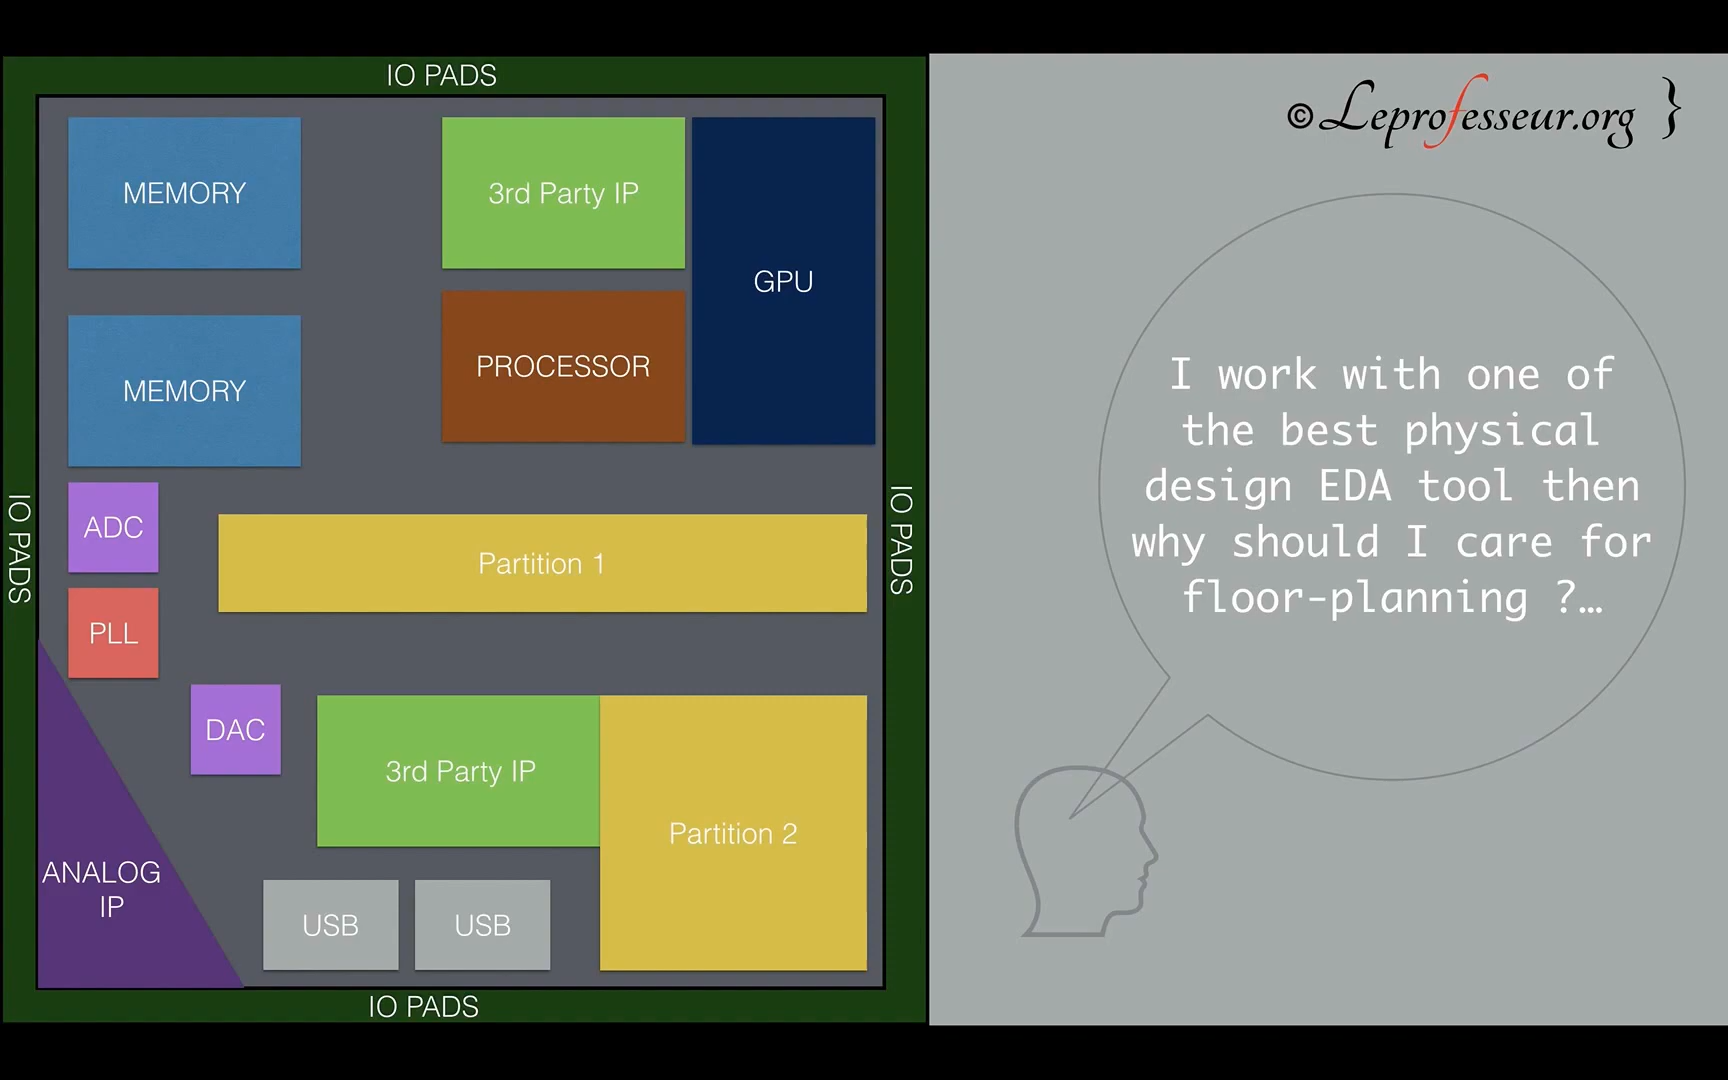 IO PADS
MEMORY
3rd Party IP
GPU
PROCESSOR
MEMORY
IO PADS
IO PADS
ADC
Partition 1
PLL
DAC
3rd Party IP
Partition 2
ANALOG
IP
USB
USB
IO PADS
© Leprofesseur.org }
I work with one of
the best physical
design EDA tool then
why should I care for
floor-planning ?…